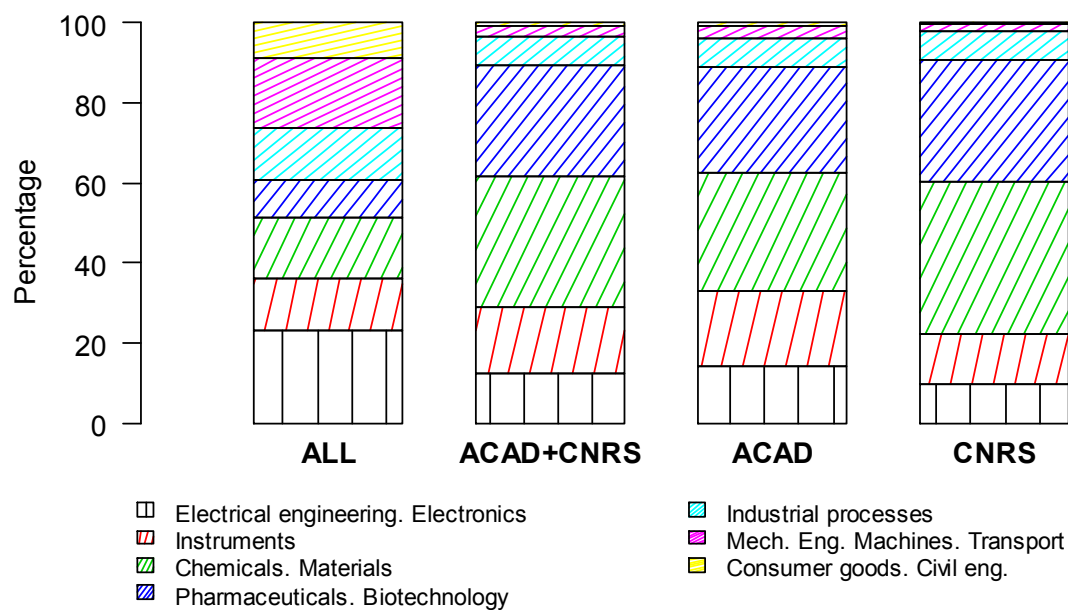 100
80
60
40
20
0
Percentage
ALL
ACAD+CNRS
ACAD
CNRS
Electrical engineering. Electronics
Instruments
Chemicals. Materials
Pharmaceuticals. Biotechnology
Industrial processes
Mech. Eng. Machines. Transport
Consumer goods. Civil eng.